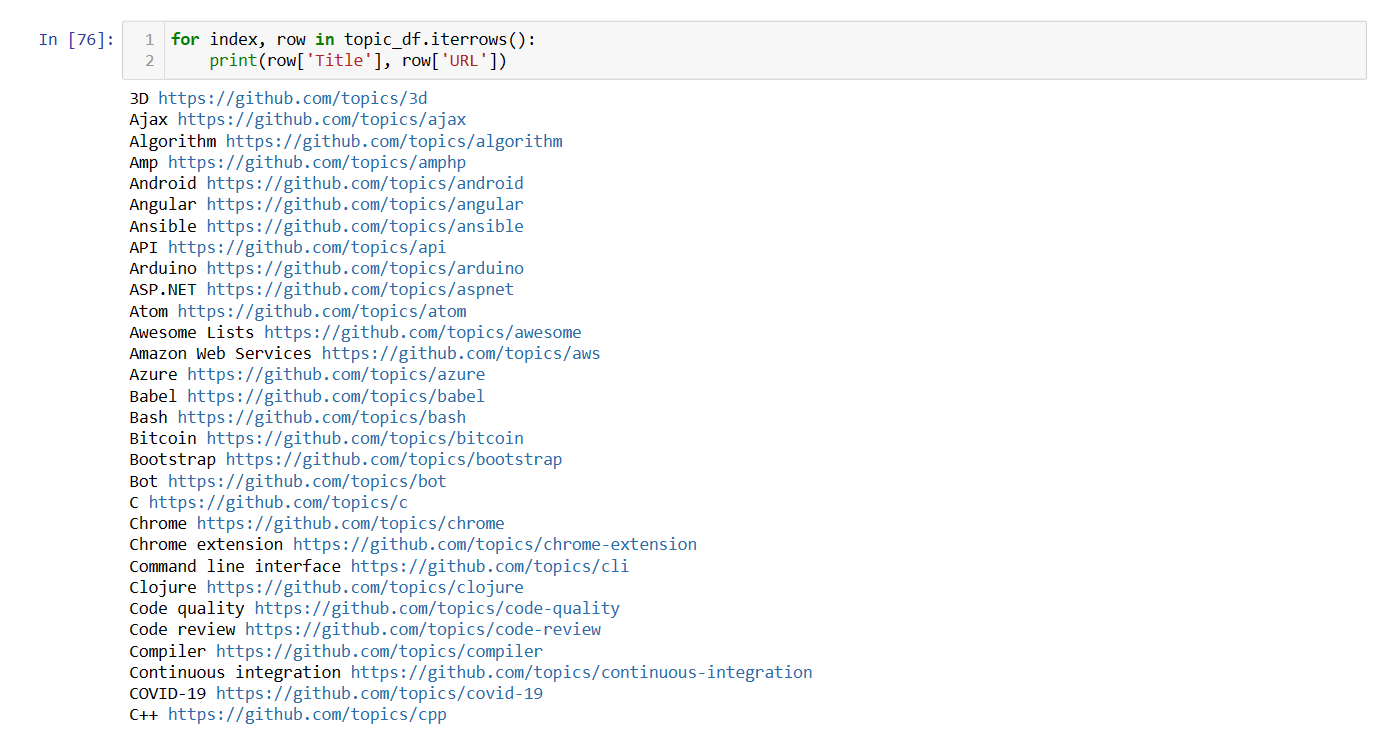 In [76]:
1 for index, row in topic_df.iterrows():
2     print(row['Title'], row['URL'])
3D https://github.com/topics/3d
Ajax https://github.com/topics/ajax
Algorithm https://github.com/topics/algorithm
Amp https://github.com/topics/amphp
Android https://github.com/topics/android
Angular https://github.com/topics/angular
Ansible https://github.com/topics/ansible
API https://github.com/topics/api
Arduino https://github.com/topics/arduino
ASP.NET https://github.com/topics/aspnet
Atom https://github.com/topics/atom
Awesome Lists https://github.com/topics/awesome
Amazon Web Services https://github.com/topics/aws
Azure https://github.com/topics/azure
Babel https://github.com/topics/babel
Bash https://github.com/topics/bash
Bitcoin https://github.com/topics/bitcoin
Bootstrap https://github.com/topics/bootstrap
Bot https://github.com/topics/bot
C https://github.com/topics/c
Chrome https://github.com/topics/chrome
Chrome extension https://github.com/topics/chrome-extension
Command line interface https://github.com/topics/cli
Clojure https://github.com/topics/clojure
Code quality https://github.com/topics/code-quality
Code review https://github.com/topics/code-review
Compiler https://github.com/topics/compiler
Continuous integration https://github.com/topics/continuous-integration
COVID-19 https://github.com/topics/covid-19
C++ https://github.com/topics/cpp